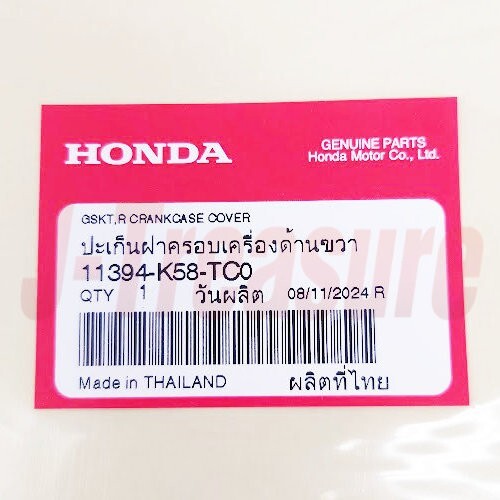 HONDA
GENUINE PARTS
Honda Motor Co., Ltd.
GSKT,R CRANKCASE COVER
ปะเก็นฝาครอบเครื่องด้านขวา
11394-K58-TC0
QTY 1 วันผลิต 08/11/2024 R
Made in THAILAND ผลิตที่ไทย
J-Treasure